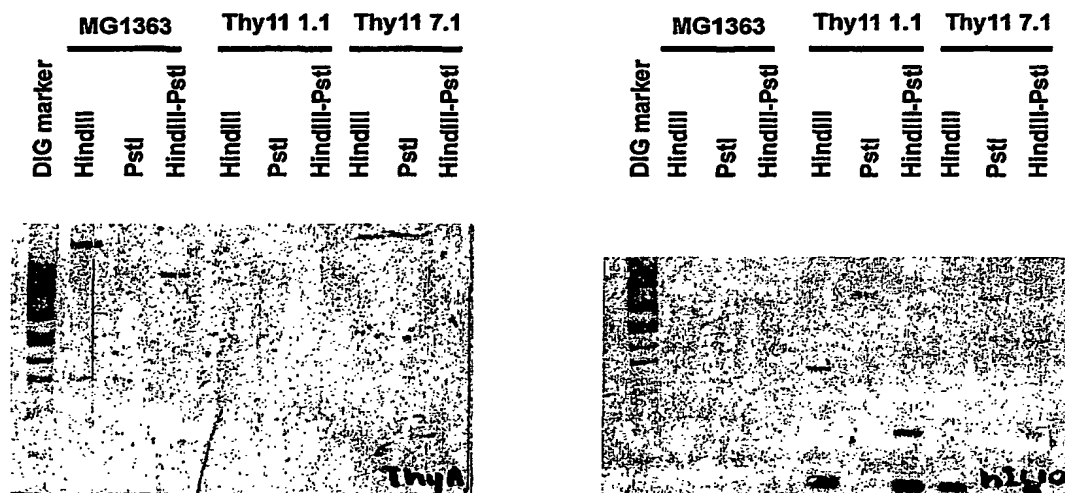 MG1363 Thy11 1.1 Thy11 7.1
DIG marker HindIII PstI HindIII-PstI HindIII PstI HindIII-PstI HindIII PstI HindIII-PstI
ThyA
MG1363 Thy11 1.1 Thy11 7.1
DIG marker HindIII PstI HindIII-PstI HindIII PstI HindIII-PstI HindIII PstI HindIII-PstI
hIL10